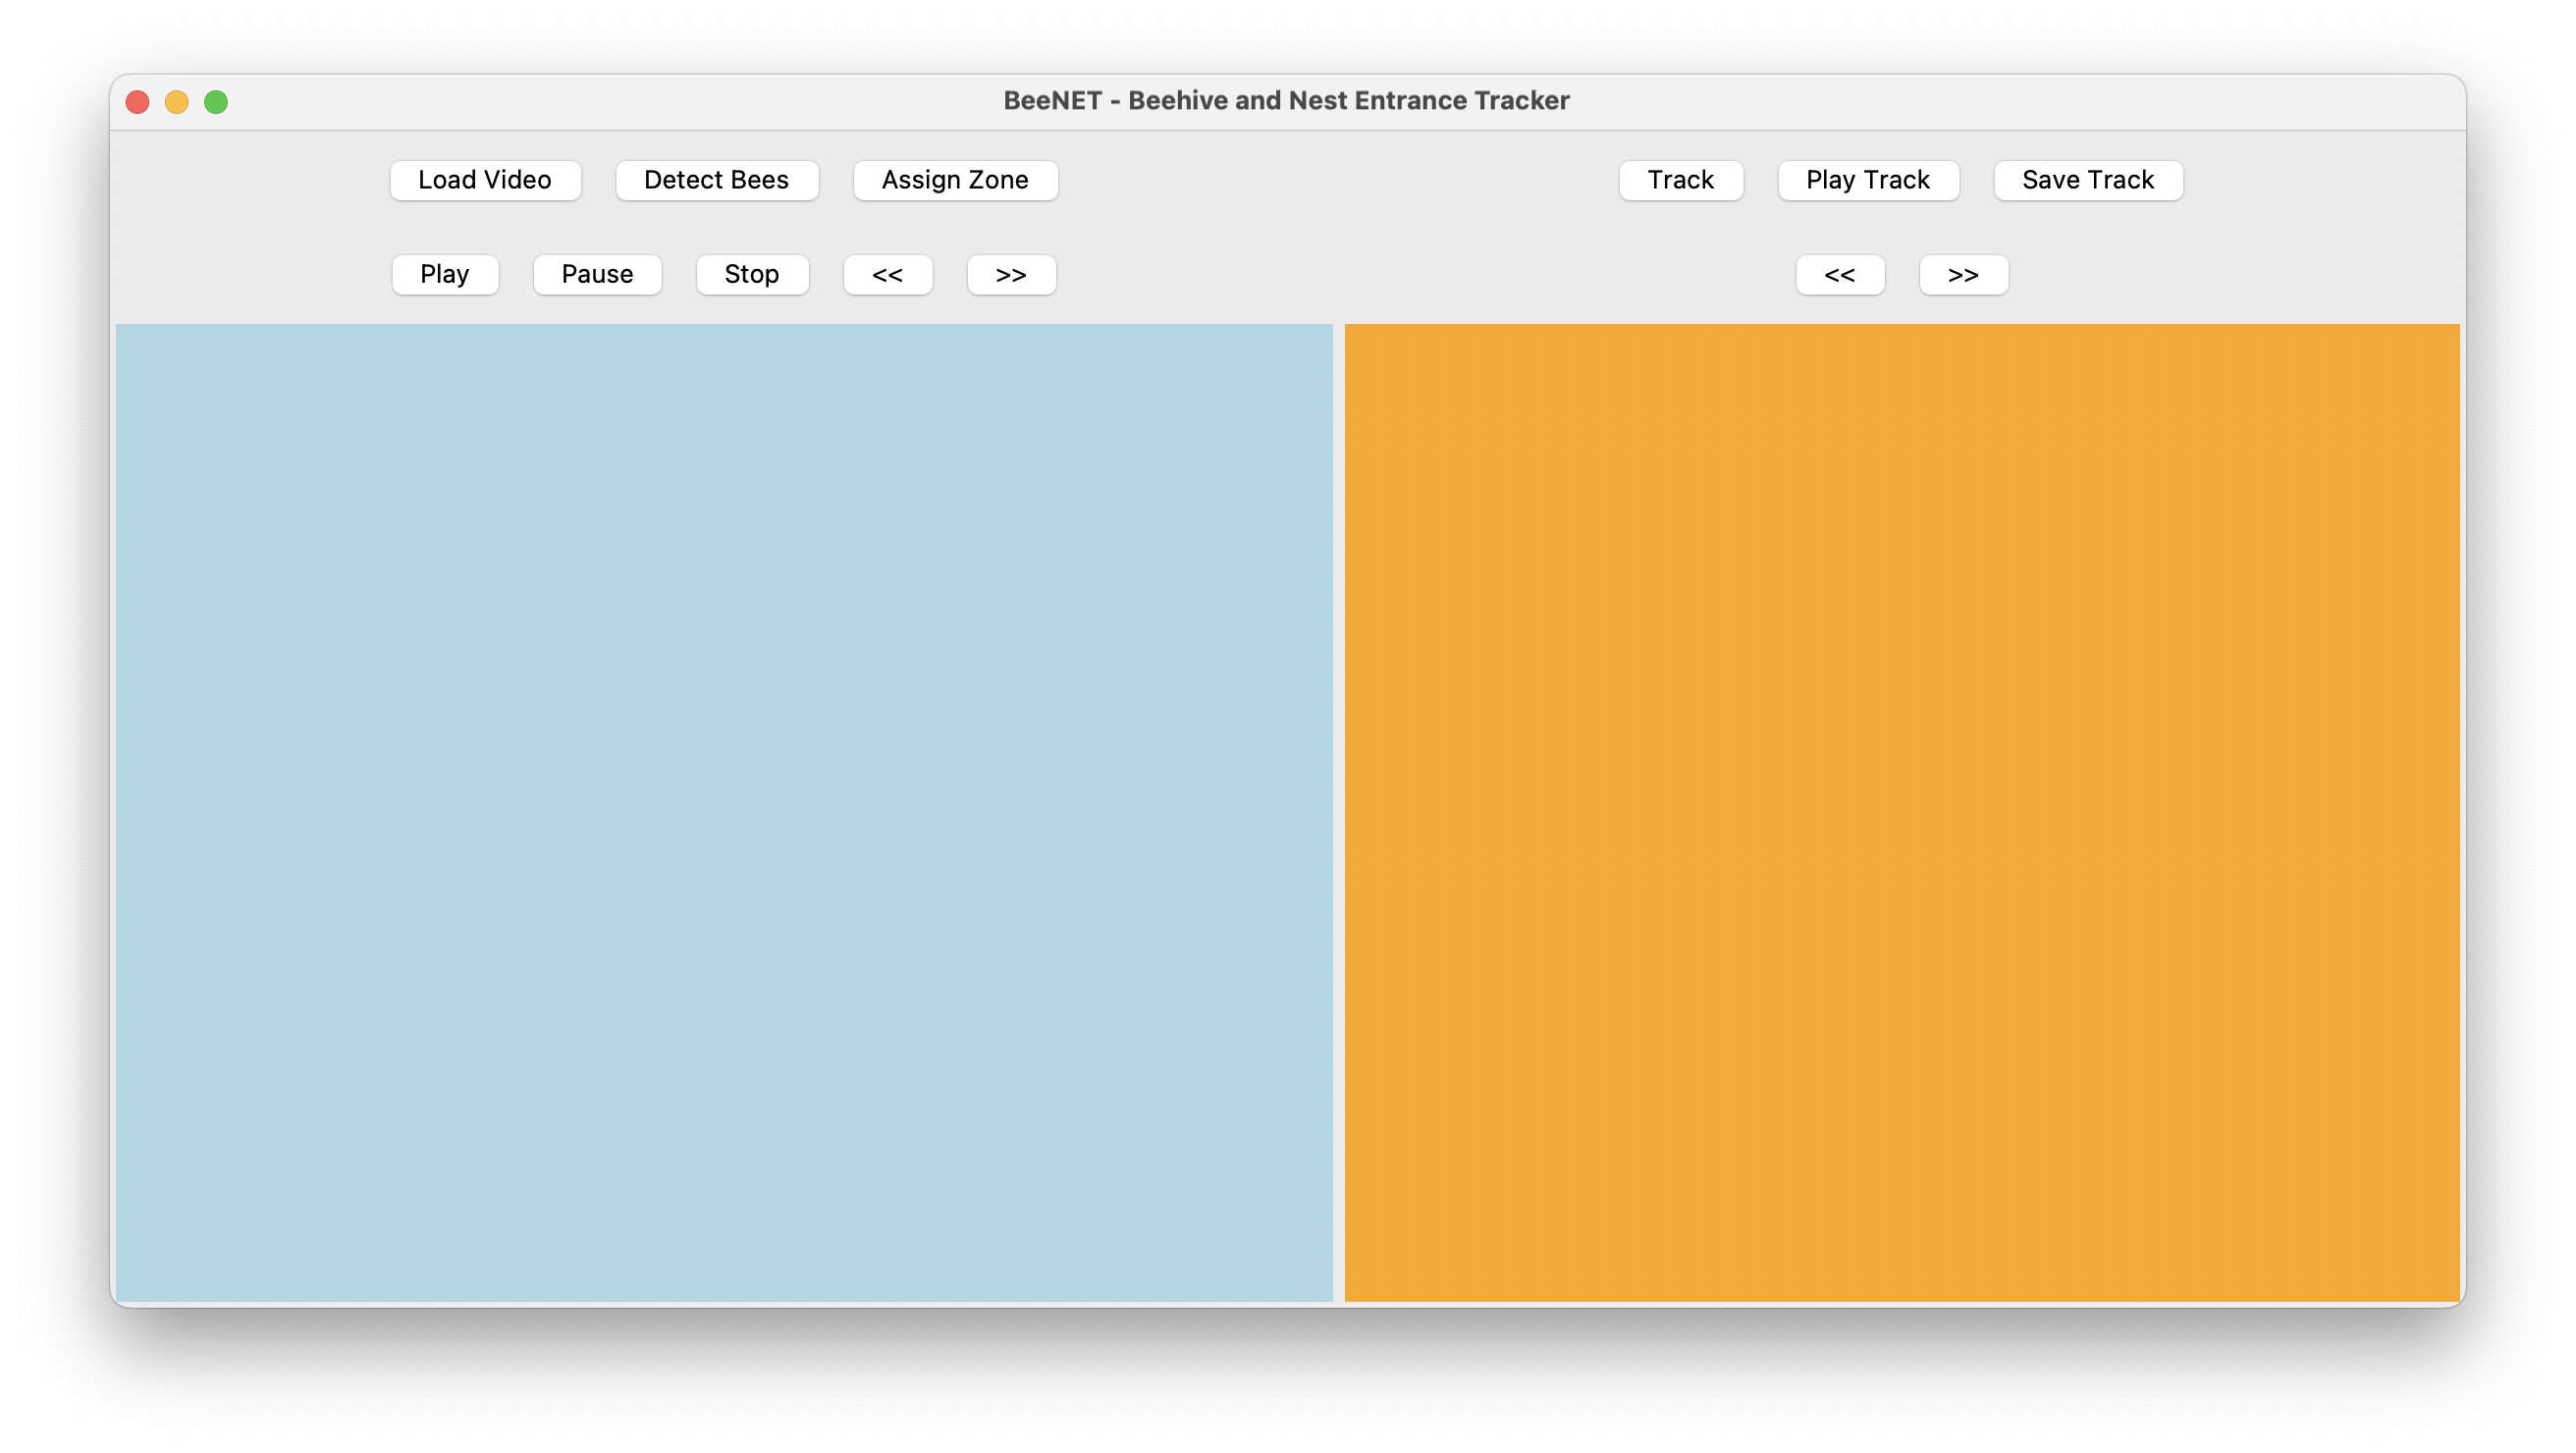 BeeNET - Beehive and Nest Entrance Tracker
Load Video Detect Bees Assign Zone
Play Pause Stop << >>
Track Play Track Save Track
<< >>